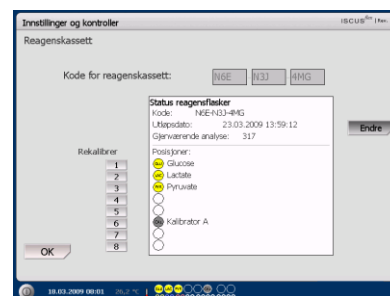 Innstillinger og kontroller
ISCUS
Reagenskassett
Kode for reagenskassett: N6E - N3J - 4MG
Status reagensflasker
Kode: N6E-N3J-4MG
Utløpsdato: 23.03.2009 13:59:12
Gjenværende analyse: 317
Endre
Rekalibrer
Posisjoner:
1 Glucose
2 Lactate
3 Pyruvate
4
5
6 Kalibrator A
7
8
OK
18.03.2009 08:01 26,2 °C